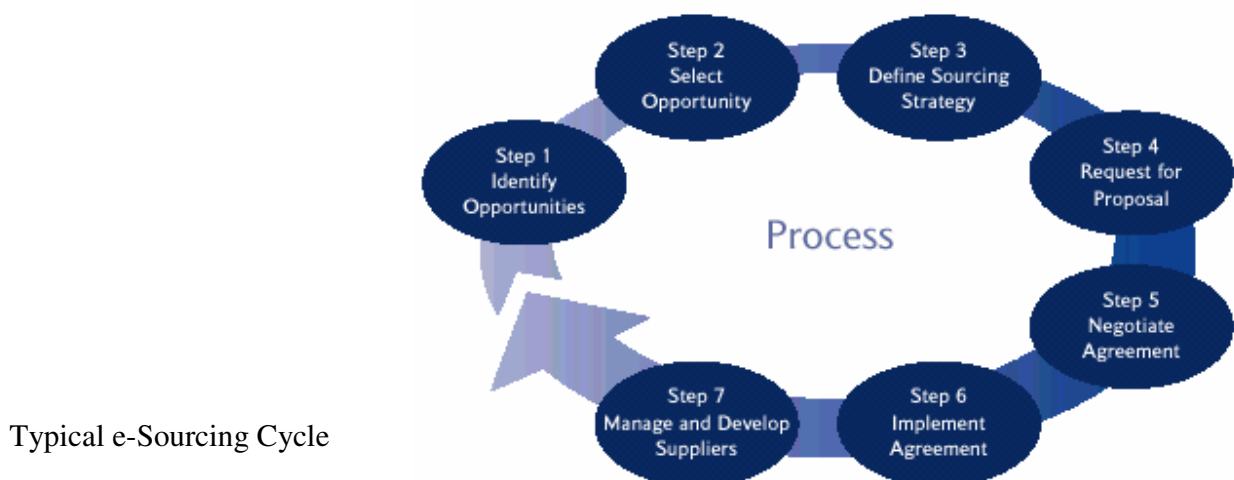 Step 1
Identify
Opportunities
Step 2
Select
Opportunity
Step 3
Define Sourcing
Strategy
Step 4
Request for
Proposal
Step 5
Negotiate
Agreement
Step 6
Implement
Agreement
Step 7
Manage and Develop
Suppliers
Process
Typical e-Sourcing Cycle